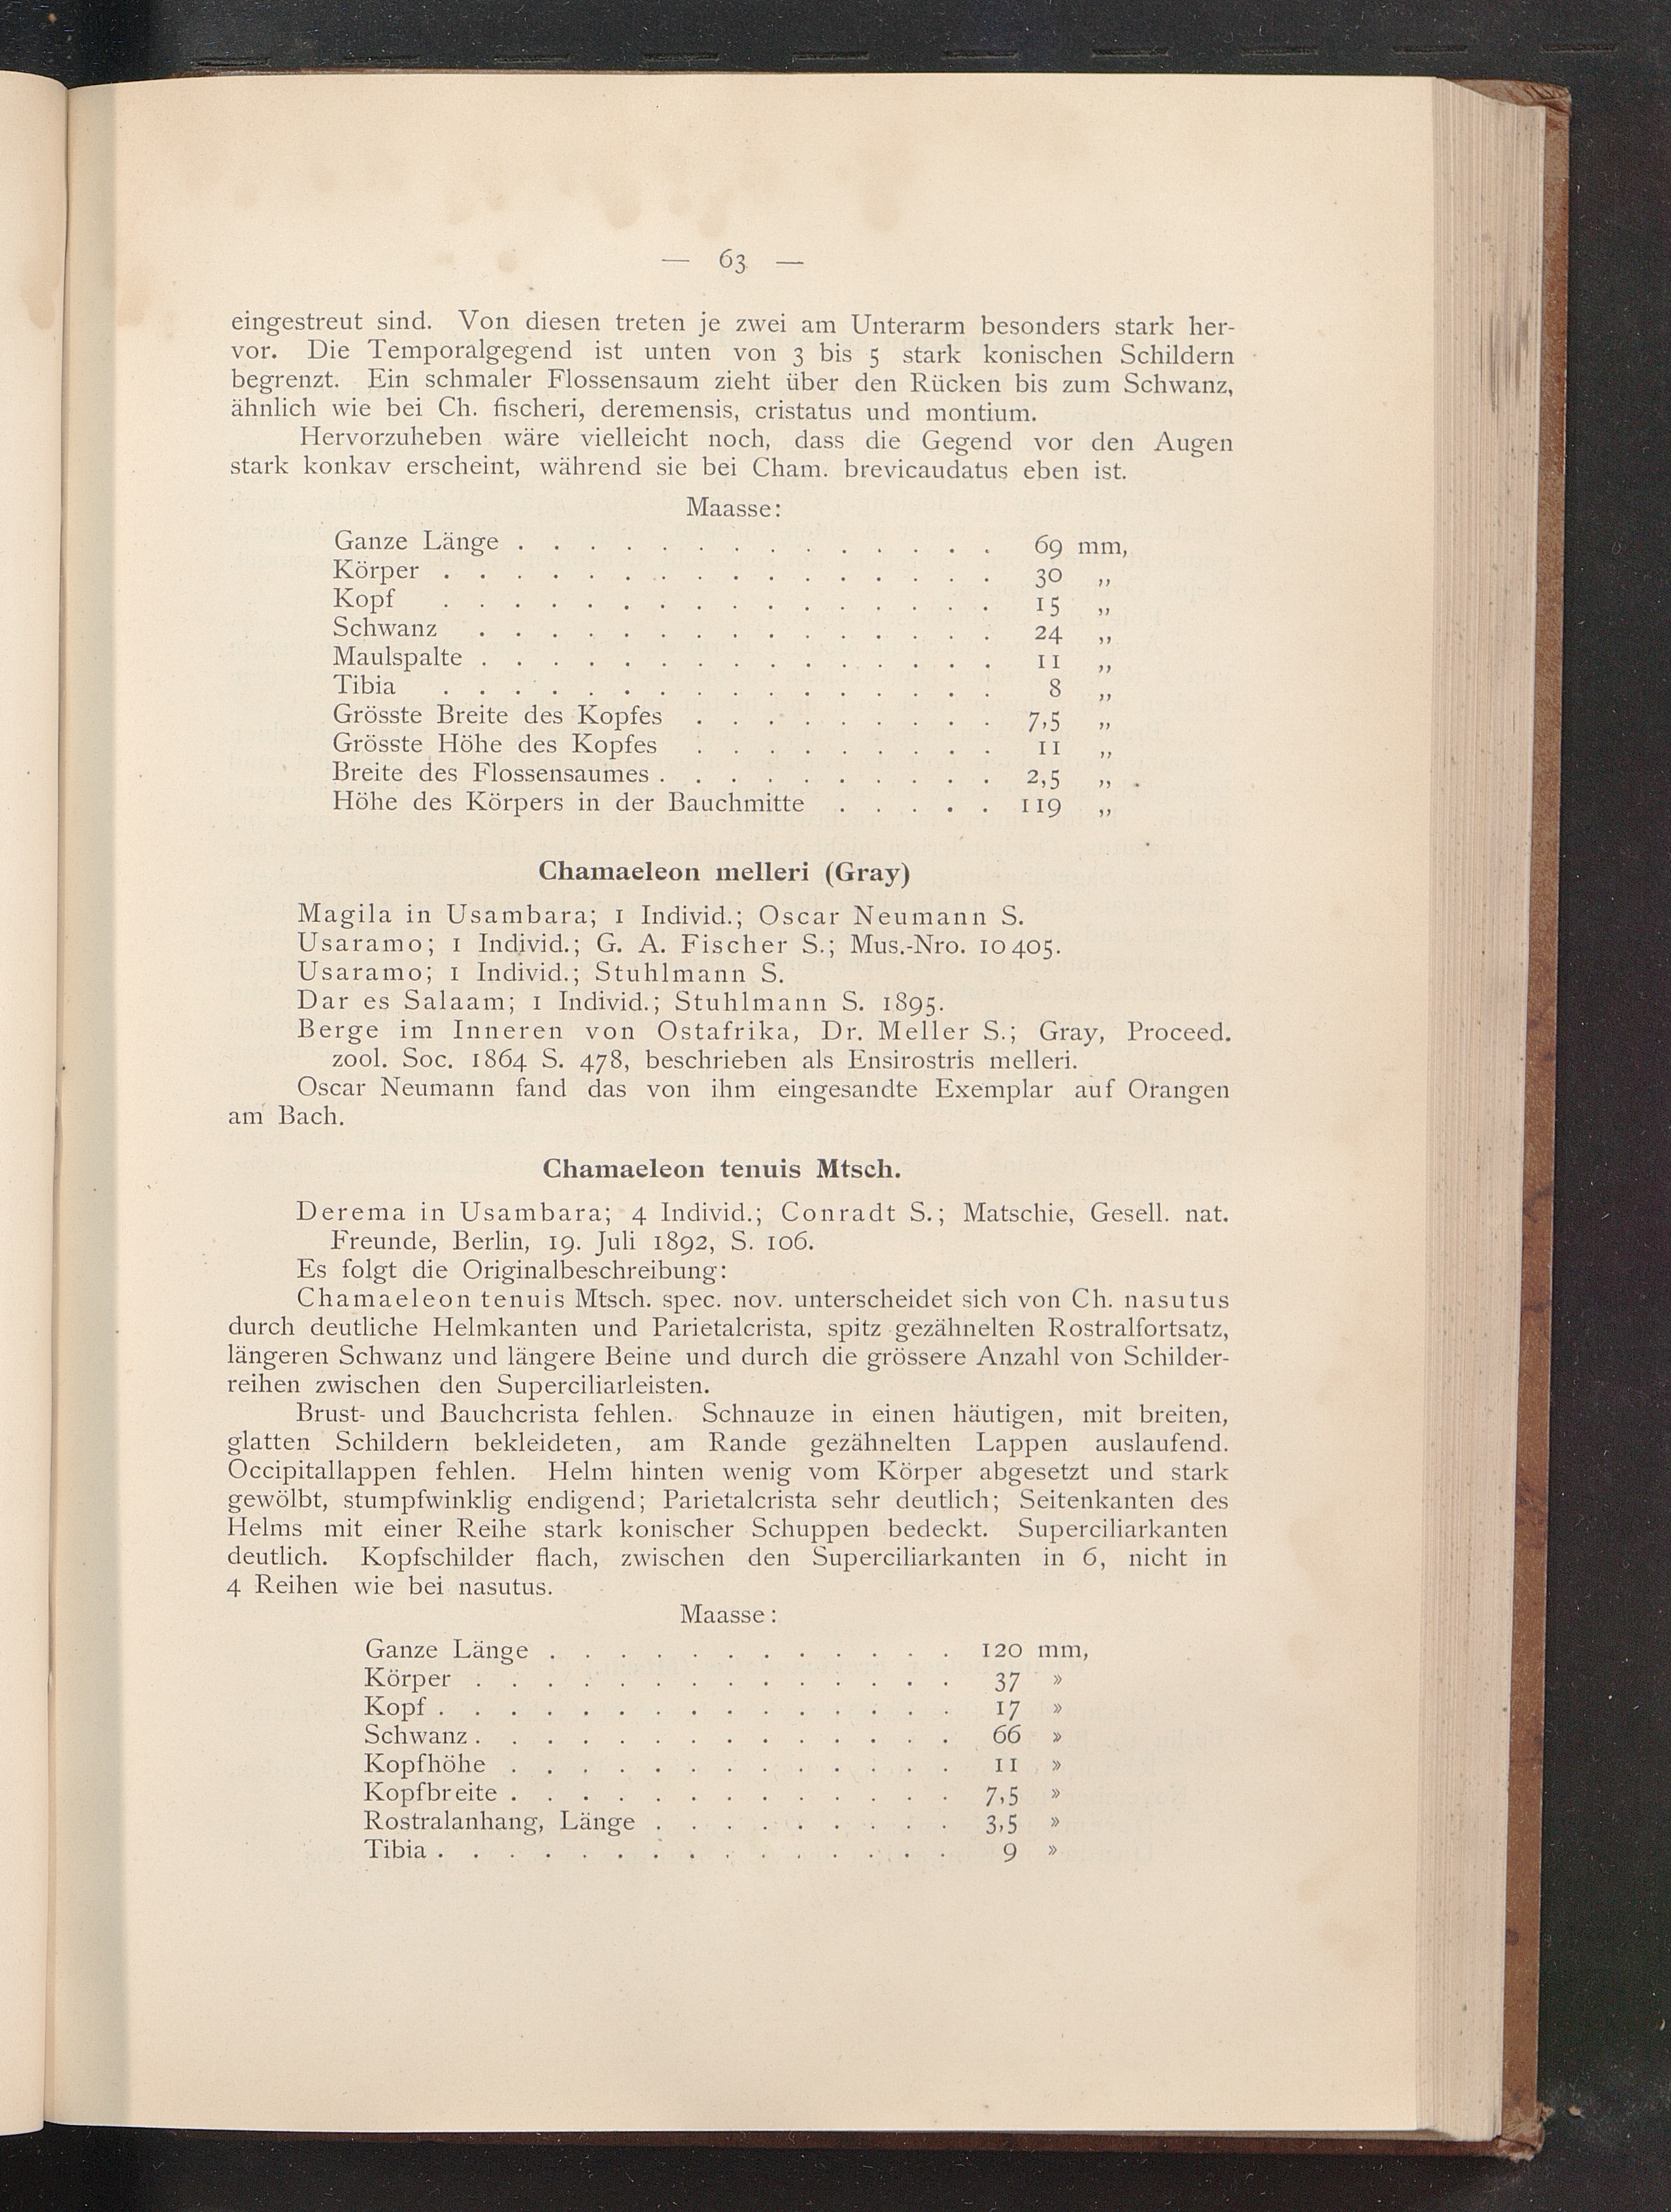 — 63 —
eingestreut sind. Von diesen treten je zwei am Unterarm besonders stark her-
vor. Die Temporalgegend ist unten von 3 bis 5 stark konischen Schildern
begrenzt. Ein schmaler Flossensaum zieht über den Rücken bis zum Schwanz,
ähnlich wie bei Ch. fischeri, deremensis, cristatus und montium.
Hervorzuheben wäre vielleicht noch, dass die Gegend vor den Augen
stark konkav erscheint, während sie bei Cham. brevicaudatus eben ist.
Maasse:
Ganze Länge . . . . . . . . . . . . . . 69 mm,
Körper . . . . . . . . . . . . . . . . 30 „
Kopf . . . . . . . . . . . . . . . . 15 „
Schwanz . . . . . . . . . . . . . . . 24 „
Maulspalte . . . . . . . . . . . . . . . 11 „
Tibia . . . . . . . . . . . . . . . . 8 „
Grösste Breite des Kopfes . . . . . . . . . 7,5 „
Grösste Höhe des Kopfes . . . . . . . . . 11 „
Breite des Flossensaumes . . . . . . . . . . 2,5 „
Höhe des Körpers in der Bauchmitte . . . . . 119 „
Chamaeleon melleri (Gray)
Magila in Usambara; 1 Individ.; Oscar Neumann S.
Usaramo; 1 Individ.; G. A. Fischer S.; Mus.-Nro. 10405.
Usaramo; 1 Individ.; Stuhlmann S.
Dar es Salaam; 1 Individ.; Stuhlmann S. 1895.
Berge im Inneren von Ostafrika, Dr. Meller S.; Gray, Proceed.
zool. Soc. 1864 S. 478, beschrieben als Ensirostris melleri.
Oscar Neumann fand das von ihm eingesandte Exemplar auf Orangen
am Bach.
Chamaeleon tenuis Mtsch.
Derema in Usambara; 4 Individ.; Conradt S.; Matschie, Gesell. nat.
Freunde, Berlin, 19. Juli 1892, S. 106.
Es folgt die Originalbeschreibung:
Chamaeleon tenuis Mtsch. spec. nov. unterscheidet sich von Ch. nasutus
durch deutliche Helmkanten und Parietalcrista, spitz gezähnelten Rostralfortsatz,
längeren Schwanz und längere Beine und durch die grössere Anzahl von Schilder-
reihen zwischen den Superciliarleisten.
Brust- und Bauchcrista fehlen. Schnauze in einen häutigen, mit breiten,
glatten Schildern bekleideten, am Rande gezähnelten Lappen auslaufend.
Occipitallappen fehlen. Helm hinten wenig vom Körper abgesetzt und stark
gewölbt, stumpfwinklig endigend; Parietalcrista sehr deutlich; Seitenkanten des
Helms mit einer Reihe stark konischer Schuppen bedeckt. Superciliarkanten
deutlich. Kopfschilder flach, zwischen den Superciliarkanten in 6, nicht in
4 Reihen wie bei nasutus.
Maasse:
Ganze Länge . . . . . . . . . . . . 120 mm,
Körper . . . . . . . . . . . . . . 37 »
Kopf . . . . . . . . . . . . . . . 17 »
Schwanz . . . . . . . . . . . . . . 66 »
Kopfhöhe . . . . . . . . . . . . . 11 »
Kopfbreite . . . . . . . . . . . . . 7,5 »
Rostralanhang, Länge . . . . . . . . . 3,5 »
Tibia . . . . . . . . . . . . . . . 9 »